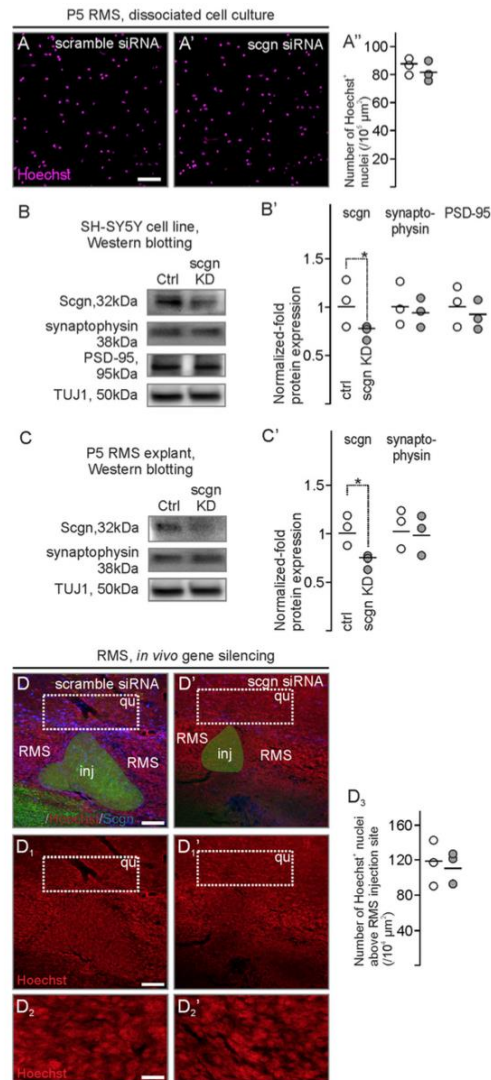 P5 RMS, dissociated cell culture
A
scramble siRNA
A'
scgn siRNA
Hoechst
A''
Number of Hoechst⁺
nuclei (/10⁶ µm³)
80
60
40
20
B
SH-SY5Y cell line,
Western blotting
Ctrl
scgn
KD
Scgn,32kDa
synaptophysin
38kDa
PSD-95,
95kDa
TUJ1, 50kDa
B'
scgn
synapto-
physin
PSD-95
Normalized-fold
protein expression
1.5
1
0.5
*
ctrl
scgn KD
C
P5 RMS explant,
Western blotting
Ctrl
scgn
KD
Scgn,32kDa
synaptophysin
38kDa
TUJ1, 50kDa
C'
scgn
synapto-
physin
Normalized-fold
protein expression
1.5
1
0.5
*
ctrl
scgn KD
RMS, in vivo gene silencing
D
scramble siRNA
qu
RMS
inj
RMS
/Hoechst/Scgn
D'
scgn siRNA
qu
RMS
inj
RMS
D₁
qu
Hoechst
D₁'
qu
D₂
Hoechst
D₂'
D₃
Number of Hoechst⁺ nuclei
above RMS injection site
160
120
80
40